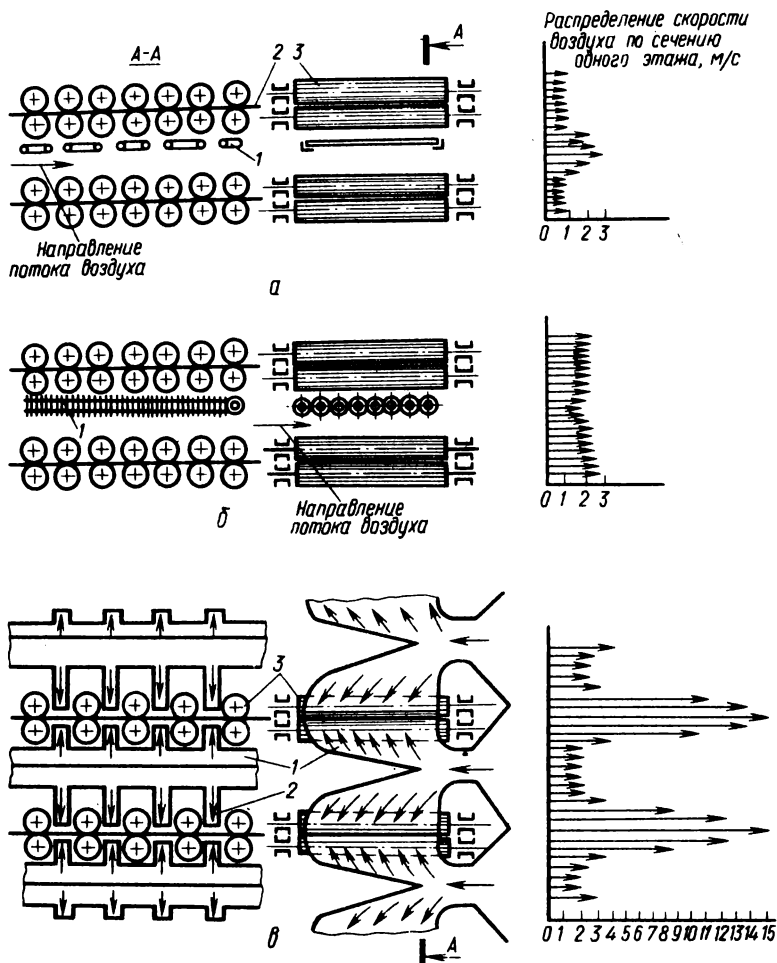 Распределение скорости
воздуха по сечению
одного этажа, м/с
А-А
2 3
А
1
Направление
потока воздуха
0 1 2 3
а
1
Направление
потока воздуха
0 1 2 3
б
3
1
2
А
0 1 2 3 4 5 6 7 8 9 10 11 12 13 14 15
в